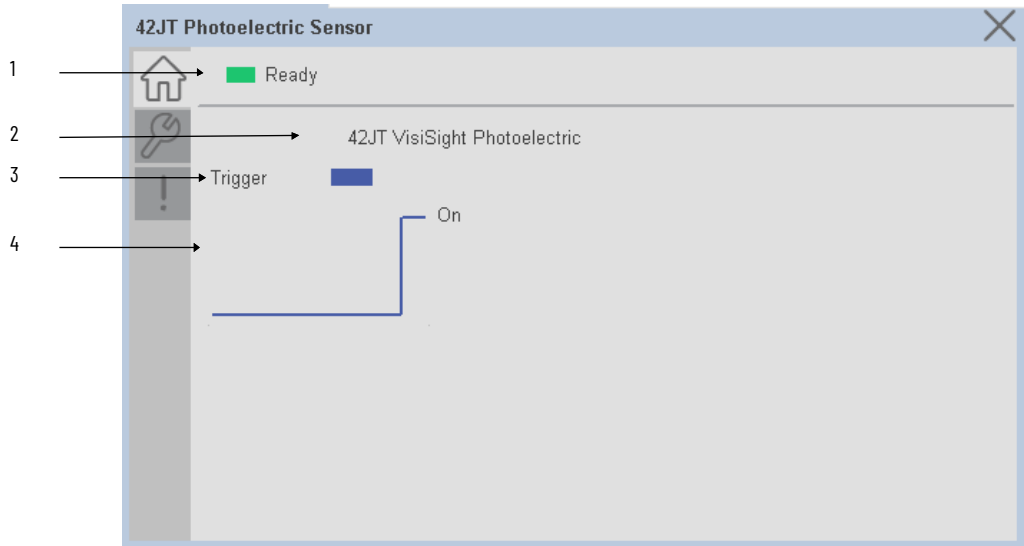 42JT Photoelectric Sensor
1
Ready
2
42JT VisiSight Photoelectric
3
Trigger
On
4